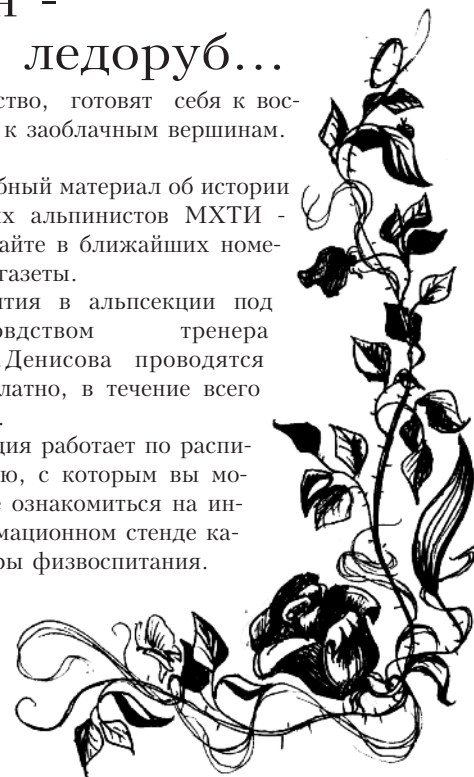 н -
ледоруб...
ство, готовят себя к вос-
к заоблачным вершинам.
бный материал об истории
их альпинистов МХТИ -
айте в ближайших номе-
газеты.
тия в альпсекции под
овдством тренера
Денисова проводятся
латно, в течение всего
.
ция работает по распи-
ю, с которым вы мо-
е ознакомиться на ин-
мационном стенде ка-
ры физвоспитания.